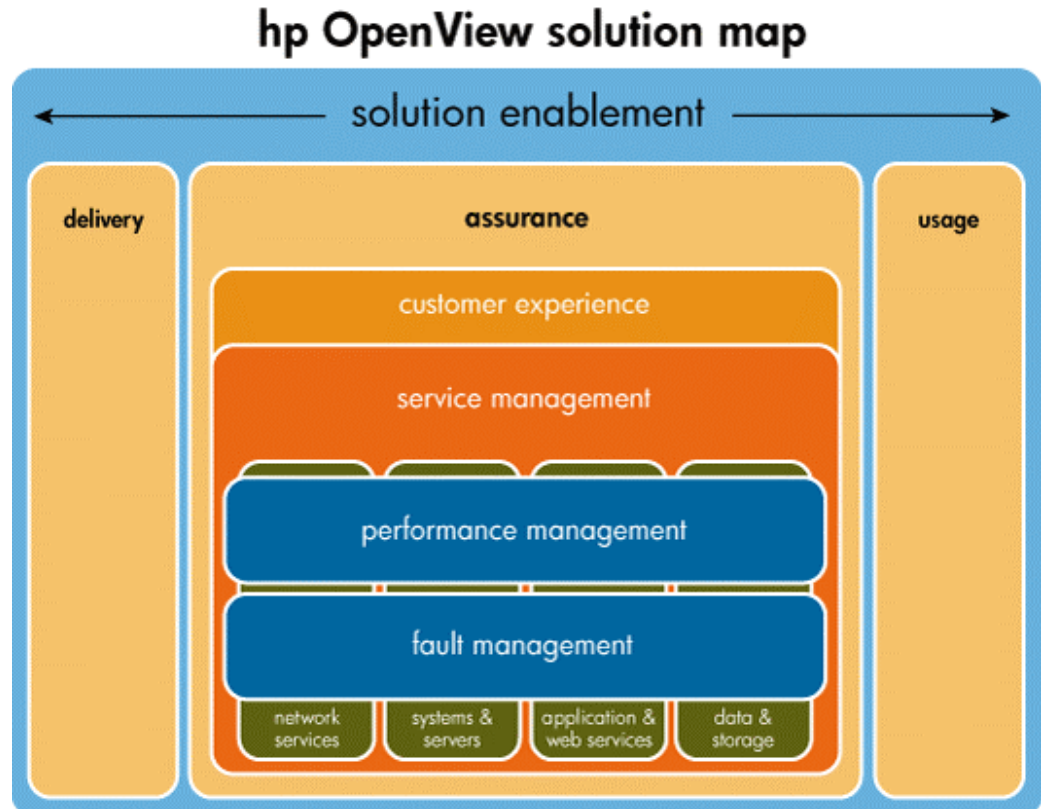 hp OpenView solution map
solution enablement
delivery
assurance
usage
customer experience
service management
performance management
fault management
network
services
systems &
servers
application &
web services
data &
storage